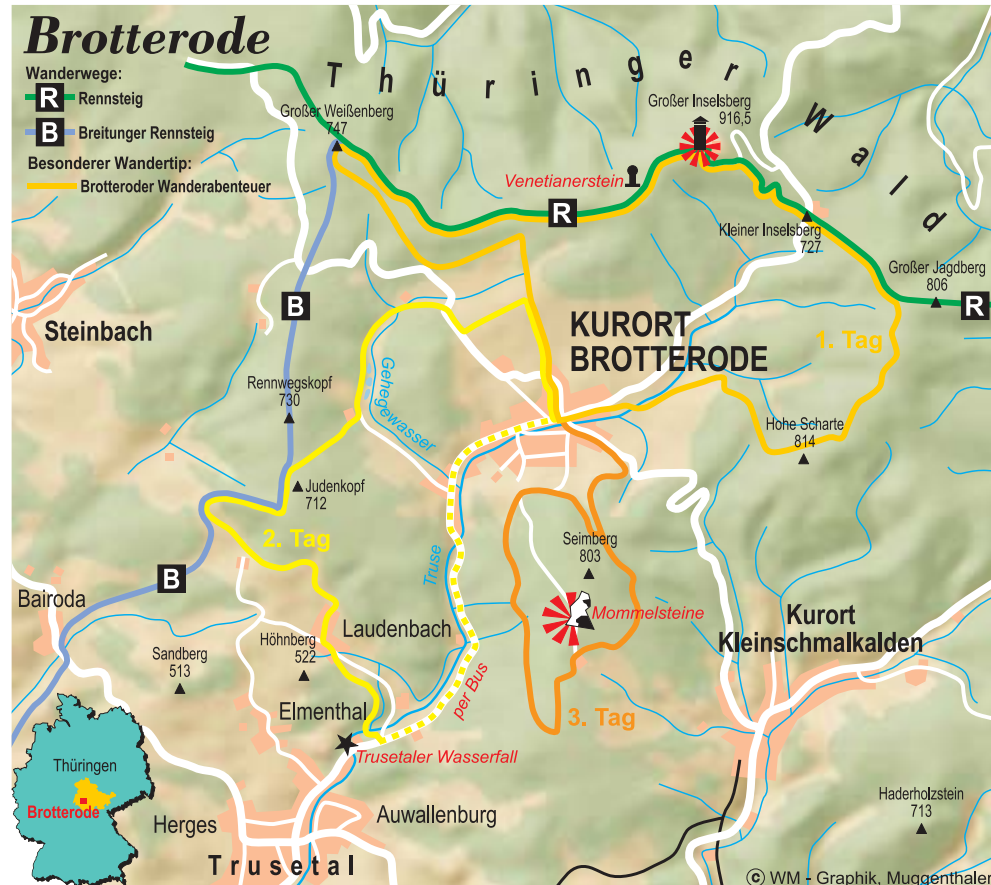 Brotterode
Wanderwege:
R Rennsteig
B Breitunger Rennsteig
Besonderer Wandertip:
Brotteroder Wanderabenteuer
Thüringer Wald
Großer Weißenberg
747
Großer Inselsberg
916,5
Venetianerstein
R
Kleiner Inselsberg
727
Großer Jagdberg
806
R
B
Steinbach
KURORT
BROTTERODE
1. Tag
Rennwegskopf
730
Gehegewasser
Hohe Scharte
814
Judenkopf
712
2. Tag
Truse
Seimberg
803
Mommelsteine
B
Bairoda
Laudenbach
Höhnberg
522
Sandberg
513
Kurort
Kleinschmalkalden
per Bus
Elmenthal
3. Tag
Trusetaler Wasserfall
Thüringen
Brotterode
Herges
Auwallenburg
Haderholzstein
713
Trusetal
© WM - Graphik, Muggenthaler